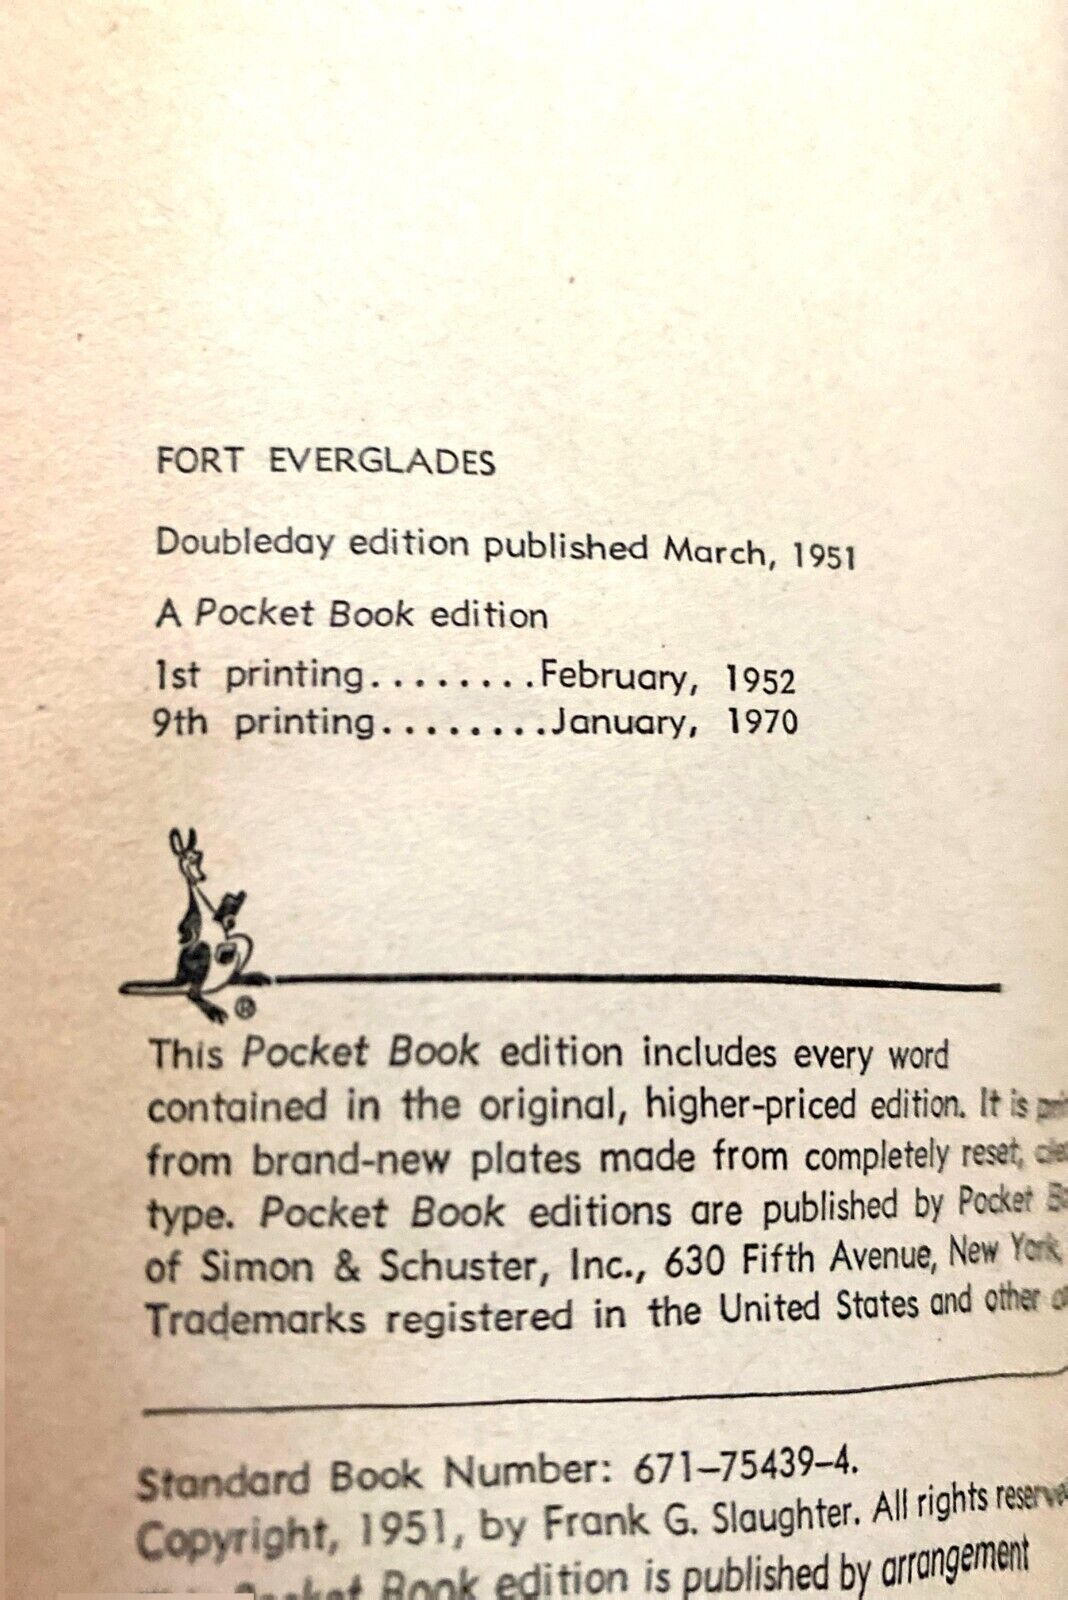 FORT EVERGLADES
Doubleday edition published March, 1951
A Pocket Book edition
1st printing........February, 1952
9th printing........January, 1970
®
This Pocket Book edition includes every word
contained in the original, higher-priced edition. It is
from brand-new plates made from completely reset,
type. Pocket Book editions are published by Pocket
of Simon & Schuster, Inc., 630 Fifth Avenue, New York,
Trademarks registered in the United States and other
Standard Book Number: 671-75439-4.
Copyright, 1951, by Frank G. Slaughter. All rights
Pocket Book edition is published by arrangement